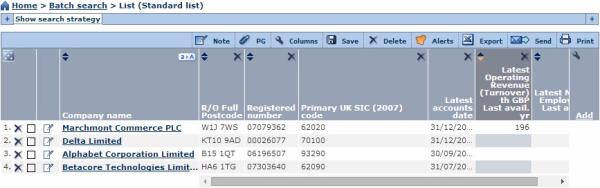 Home > Batch search > List (Standard list)
+ Show search strategy +
Note PG Columns Save Delete Alerts Export Send Print
Company name
R/O Full Postcode
Registered number
Primary UK SIC (2007) code
Latest accounts date
Latest Operating Revenue (Turnover) th GBP Last avail. yr
Latest N
Employ
Last a
Add
1. Marchmont Commerce PLC W1J 7WS 07079362 62020 31/12/20... 196
2. Delta Limited KT10 9AD 00026077 70100 31/12/20...
3. Alphabet Corporation Limited B15 1QT 06196507 93290 30/09/20...
4. Betacore Technologies Limit... HA6 1TG 07303640 62090 31/07/20...